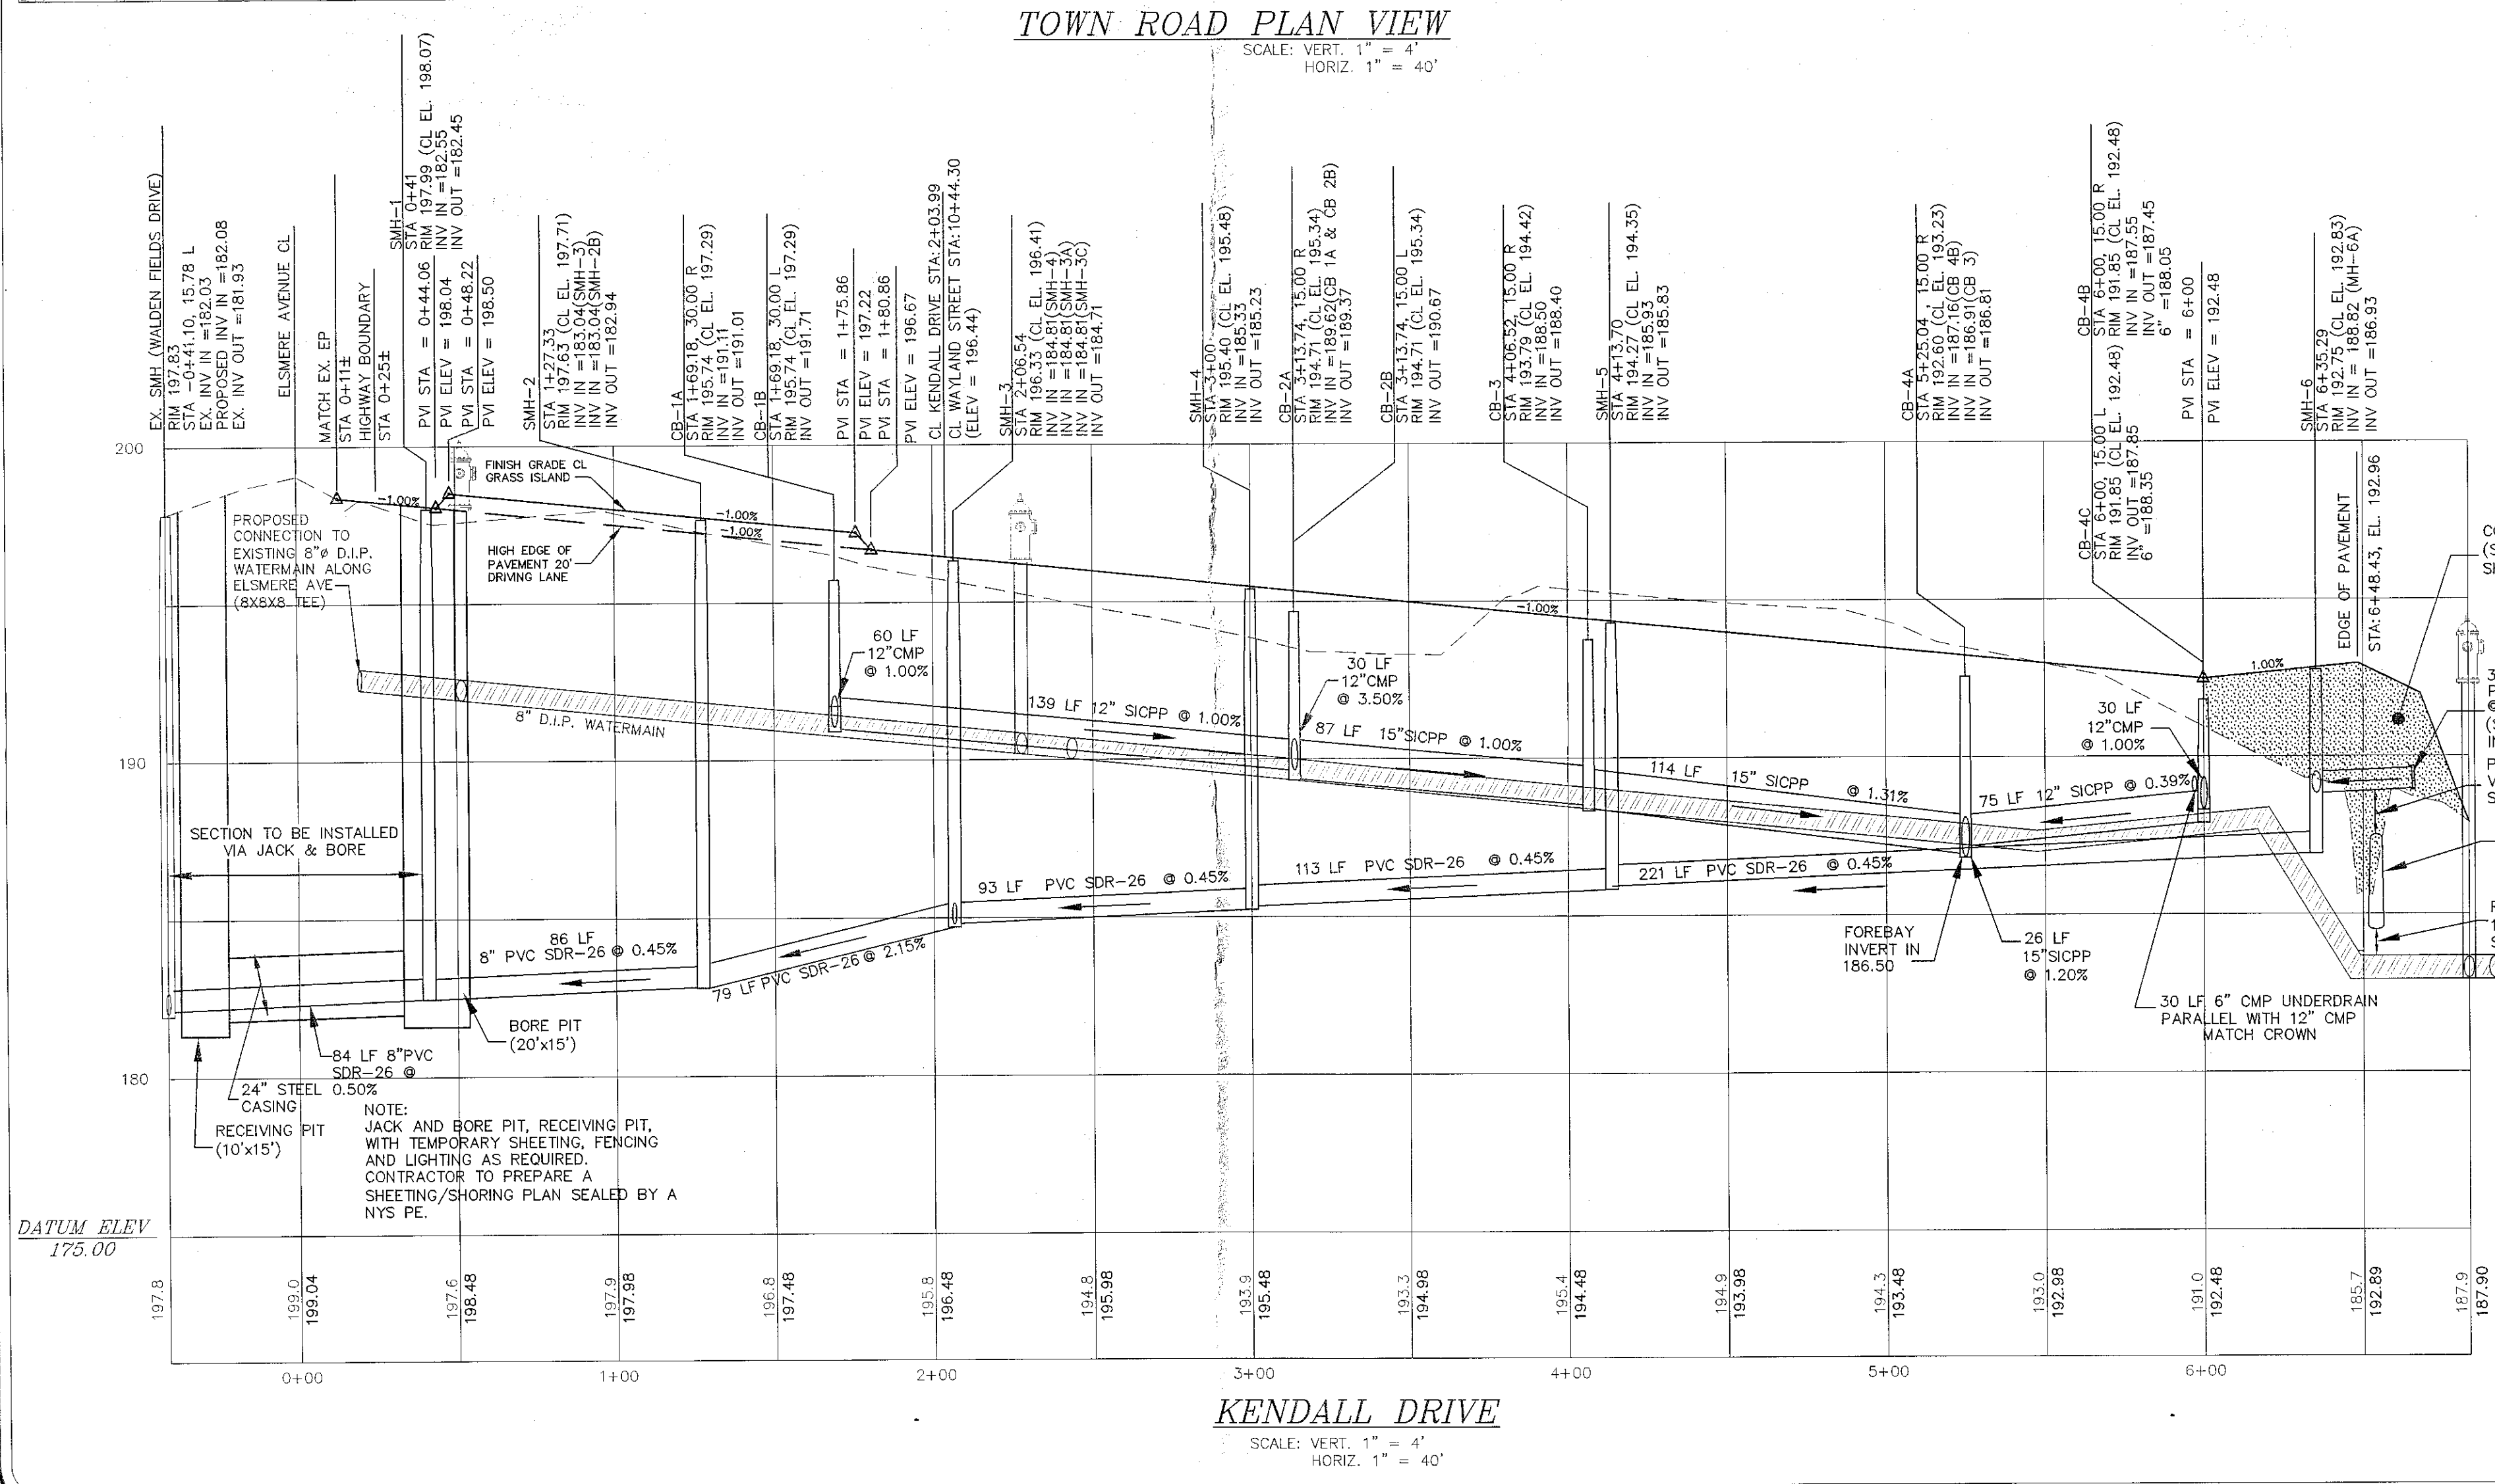 TOWN ROAD PLAN VIEW
SCALE: VERT. 1" = 4'
HORIZ. 1" = 40'
EX. SMH (WALDEN FIELDS DRIVE)
RIM 197.83
STA -0+41.10, 15.78 L
EX. INV IN =182.03
PROPOSED INV IN =182.08
EX. INV OUT =181.93
ELSMERE AVENUE CL
MATCH EX. EP
STA 0+11±
HIGHWAY BOUNDARY
STA 0+25±
SMH-1
STA 0+41
RIM 197.99 (CL EL. 198.07)
INV IN =182.55
INV OUT =182.45
PVI STA = 0+44.06
PVI ELEV = 198.04
PVI STA = 0+48.22
PVI ELEV = 198.50
SMH-2
STA 1+27.33
RIM 197.63 (CL EL. 197.71)
INV IN =183.04(SMH-3)
INV IN =183.04(SMH-2B)
INV OUT =182.94
CB-1A
STA 1+69.18, 30.00 R
RIM 195.74 (CL EL. 197.29)
INV IN =191.11
INV OUT=191.01
CB-1B
STA 1+69.18, 30.00 L
RIM 195.74 (CL EL. 197.29)
INV OUT =191.71
PVI STA = 1+75.86
PVI ELEV =197.22
PVI STA = 1+80.86
PVI ELEV = 196.67
CL KENDALL DRIVE STA:2+03.99
CL WAYLAND STREET STA:10+44.30
(ELEV = 196.44)
SMH-3
STA 2+06.54
RIM 196.33 (CL EL. 196.41)
INV IN =184.81(SMH-4)
INV IN =184.81(SMH-3A)
INV IN =184.81(SMH-3C)
INV OUT =184.71
SMH-4
STA 3+00
RIM 195.40 (CL EL. 195.48)
INV IN =185.33
INV OUT =185.23
CB-2A
STA 3+13.74, 15.00 R
RIM 194.71 (CL EL. 195.34)
INV IN =189.62(CB 1A & CB 2B)
INV OUT =189.37
CB-2B
STA 3+13.74, 15.00 L
RIM 194.71 (CL EL. 195.34)
INV OUT =190.67
CB-3
STA 4+06.52, 15.00 R
RIM 193.79 (CL EL. 194.42)
INV IN =188.50
INV OUT =188.40
SMH-5
STA 4+13.70
RIM 194.27 (CL EL. 194.35)
INV IN =185.93
INV OUT =185.83
CB-4A
STA 5+25.04, 15.00 R
RIM 192.60 (CL EL. 193.23)
INV IN =187.16(CB 4B)
INV IN =186.91(CB 3)
INV OUT =186.81
CB-4C
STA 6+00, 15.00 L
RIM 191.85 (CL EL. 192.48)
INV OUT =187.85
6" =188.35
CB-4B
STA 6+00, 15.00 R
RIM 191.85 (CL EL. 192.48)
INV IN =187.55
INV OUT =187.45
6" =188.05
PVI STA = 6+00
PVI ELEV = 192.48
SMH-6
STA 6+35.29
RIM 192.75 (CL EL. 192.83)
INV IN = 188.82 (MH-6A)
INV OUT =186.93
EDGE OF PAVEMENT
STA:6+48.43, EL. 192.96
200
190
180
-1.00%
FINISH GRADE CL
GRASS ISLAND
-1.00%
-1.00%
HIGH EDGE OF
PAVEMENT 20'
DRIVING LANE
PROPOSED
CONNECTION TO
EXISTING 8"ø D.I.P.
WATERMAIN ALONG
ELSMERE AVE
(8X8X8 TEE)
8" D.I.P. WATERMAIN
60 LF
12"CMP
@ 1.00%
139 LF 12" SICPP @ 1.00%
30 LF
12"CMP
@ 3.50%
87 LF 15"SICPP @ 1.00%
-1.00%
114 LF 15" SICPP @ 1.31%
75 LF 12" SICPP @ 0.39%
30 LF
12"CMP
@ 1.00%
1.00%
SECTION TO BE INSTALLED
VIA JACK & BORE
86 LF
8" PVC SDR-26 @ 0.45%
79 LF PVC SDR-26 @ 2.15%
93 LF PVC SDR-26 @ 0.45%
113 LF PVC SDR-26 @ 0.45%
221 LF PVC SDR-26 @ 0.45%
FOREBAY
INVERT IN
186.50
26 LF
15"SICPP
@ 1.20%
30 LF 6" CMP UNDERDRAIN
PARALLEL WITH 12" CMP
MATCH CROWN
BORE PIT
(20'x15')
84 LF 8"PVC
SDR-26 @
0.50%
24" STEEL
CASING
RECEIVING PIT
(10'x15')
NOTE:
JACK AND BORE PIT, RECEIVING PIT,
WITH TEMPORARY SHEETING, FENCING
AND LIGHTING AS REQUIRED.
CONTRACTOR TO PREPARE A
SHEETING/SHORING PLAN SEALED BY A
NYS PE.
DATUM ELEV
175.00
197.8
199.0
199.04
197.6
198.48
197.9
197.98
196.8
197.48
195.8
196.48
194.8
195.98
193.9
195.48
193.3
194.98
195.4
194.48
194.9
193.98
194.3
193.48
193.0
192.98
191.0
192.48
185.7
192.89
187.9
187.90
0+00 1+00 2+00 3+00 4+00 5+00 6+00
KENDALL DRIVE
SCALE: VERT. 1" = 4'
HORIZ. 1" = 40'